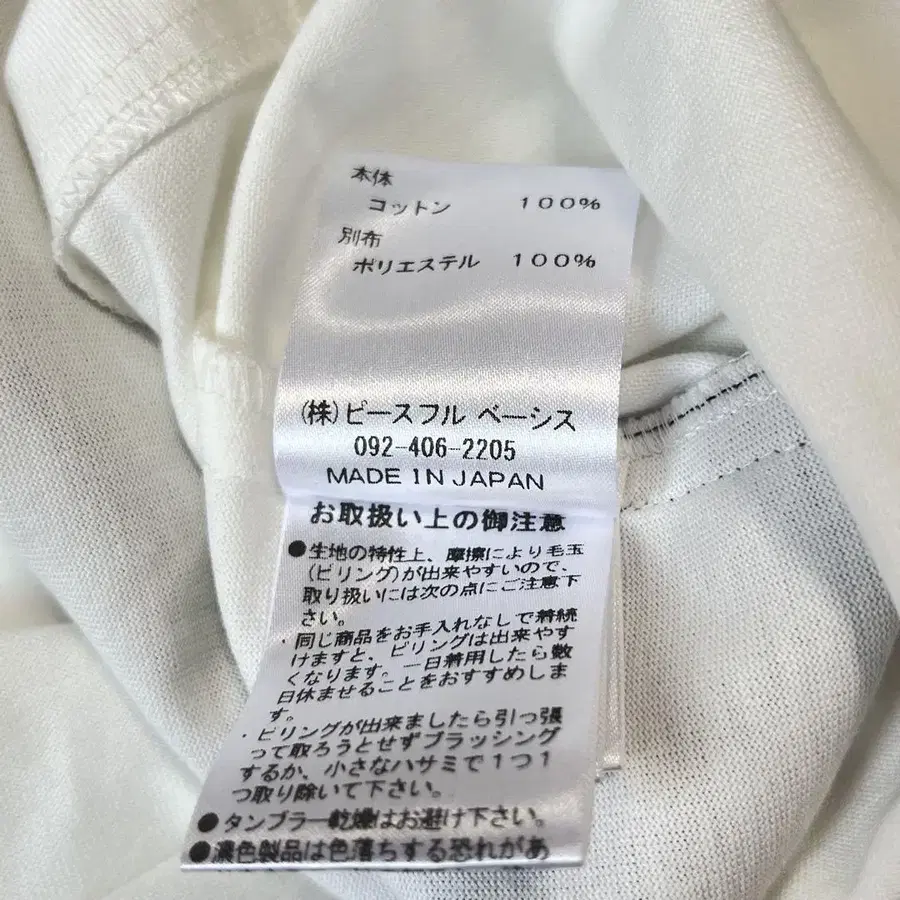 本体
コットン 100%
別布
ポリエステル 100%
(株)ピースフル ベーシス
092-406-2205
MADE IN JAPAN
お取扱い上の御注意
●生地の特性上、摩擦により毛玉
(ピリング)が出来やすいので、
取り扱いには次の点にご注意下
さい。
・同じ商品をお手入れなしで着続
けますと、ピリングは出来やす
くなります。一日着用したら数
日休ませることをおすすめしま
す。
・ピリングが出来ましたら引っ張
って取ろうとせずブラッシング
するか、小さなハサミで1つ1
つ取り除いて下さい。
●タンブラー乾燥はお避け下さい。
●濃色製品は色落ちする恐れがあ